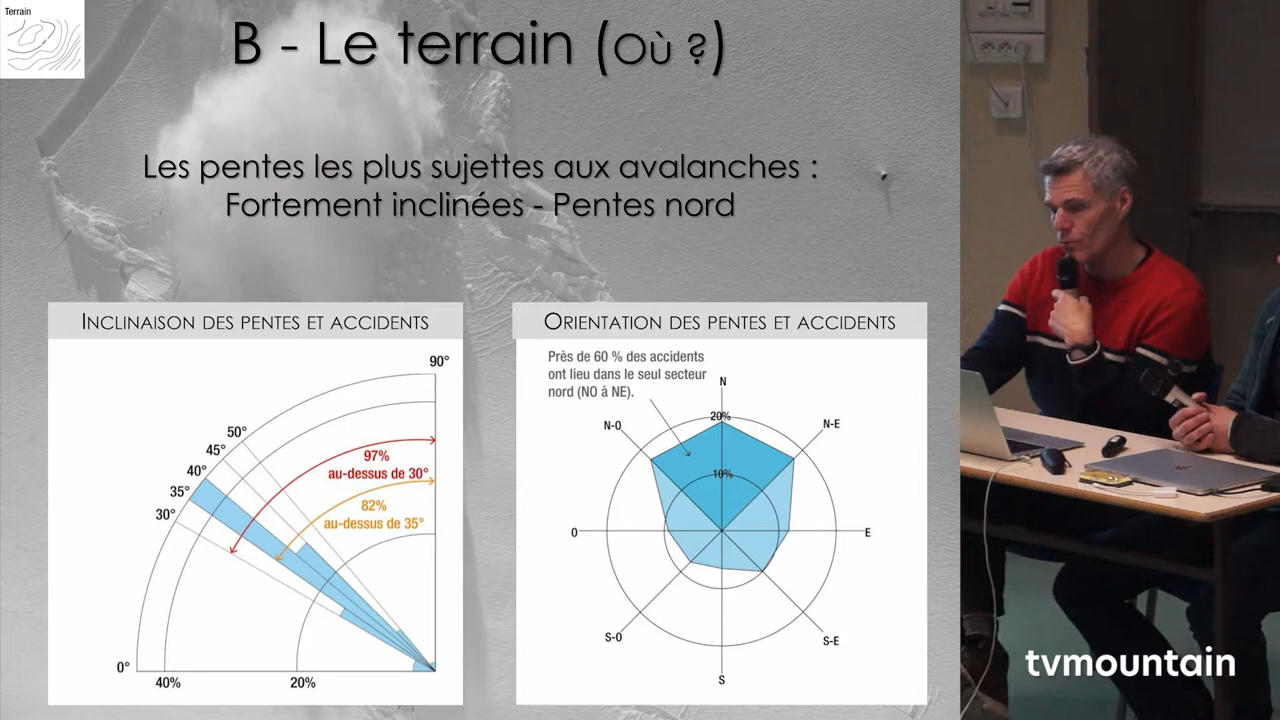 Terrain
B - Le terrain (Où ?)
Les pentes les plus sujettes aux avalanches :
Fortement inclinées - Pentes nord
INCLINAISON DES PENTES ET ACCIDENTS
90°
50°
45°
40°
35°
30°
97%
au-dessus de 30°
82%
au-dessus de 35°
0°
40%
20%
ORIENTATION DES PENTES ET ACCIDENTS
Près de 60 % des accidents
ont lieu dans le seul secteur
nord (NO à NE).
N
20%
N-O
N-E
10%
O
E
S-O
S-E
S
tvmountain